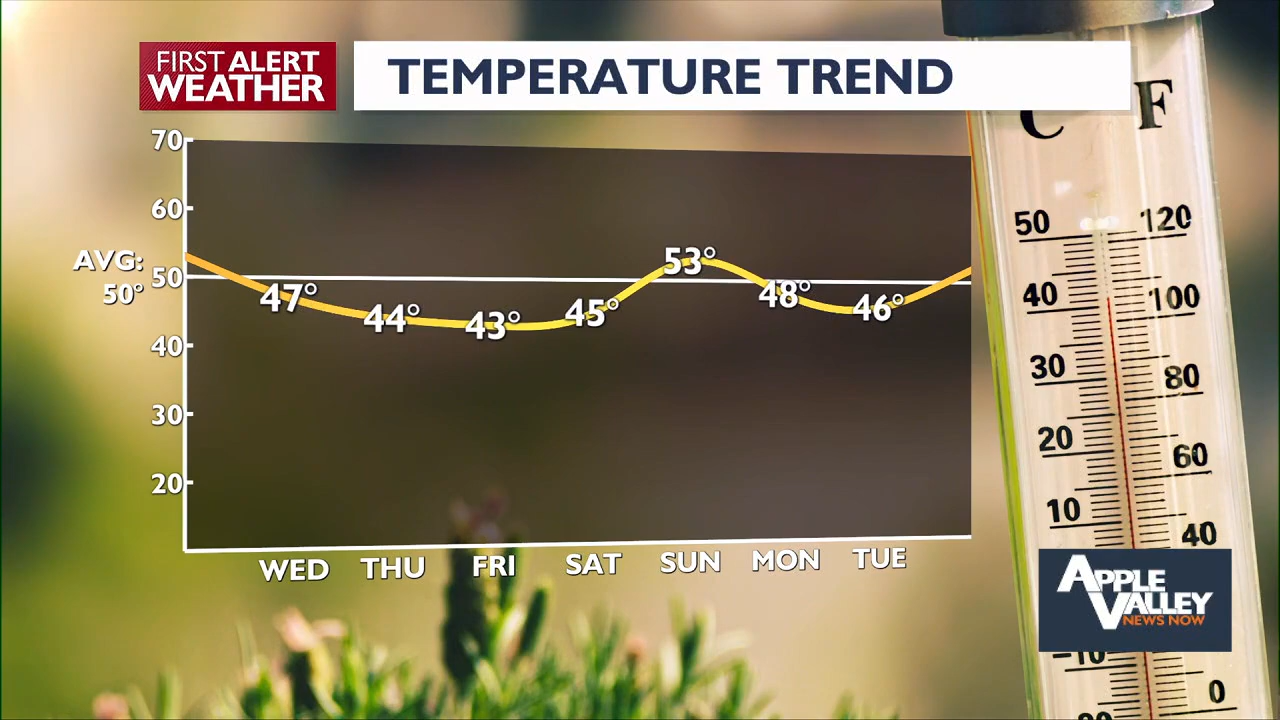 FIRST ALERT
WEATHER
TEMPERATURE TREND
C F
70
60
AVG:
50°
50
40
30
20
47°
44°
43°
45°
53°
48°
46°
WED THU FRI SAT SUN MON TUE
50 120
40 100
30 80
20 60
10 40
APPLE
VALLEY
NEWS NOW
-10
0